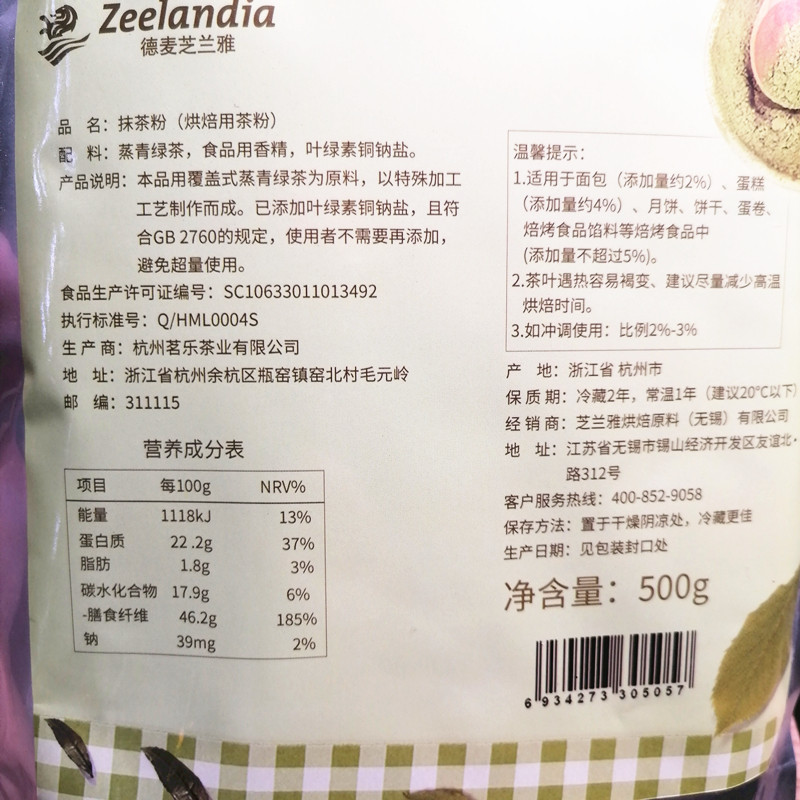 Zeelandia
德麦芝兰雅
品 名：抹茶粉（烘焙用茶粉）
配 料：蒸青绿茶，食品用香精，叶绿素铜钠盐。
产品说明：本品用覆盖式蒸青绿茶为原料，以特殊加工
工艺制作而成。已添加叶绿素铜钠盐，且符
合GB 2760的规定，使用者不需要再添加，
避免超量使用。
食品生产许可证编号：SC10633011013492
执行标准号：Q/HML0004S
生 产 商：杭州茗乐茶业有限公司
地 址：浙江省杭州余杭区瓶窑镇窑北村毛元岭
邮 编：311115
营养成分表
项目 每100g NRV%
能量 1118kJ 13%
蛋白质 22 .2g 37%
脂肪 1.8g 3%
碳水化合物 17.9g 6%
-膳食纤维 46.2g 185%
钠 39mg 2%
温馨提示：
1.适用于面包（添加量约2%）、蛋糕
（添加量约4%）、月饼、饼干、蛋卷、
焙烤食品馅料等焙烤食品中
(添加量不超过5%)。
2.茶叶遇热容易褐变、建议尽量减少高温
烘焙时间。
3.如冲调使用：比例2%-3%
产 地：浙江省 杭州市
保 质 期：冷藏2年，常温1年（建议20°C以下）
经 销 商：芝兰雅烘焙原料（无锡）有限公司
地 址：江苏省无锡市锡山经济开发区友谊北
路312号
客户服务热线：400-852-9058
保存方法：置于干燥阴凉处，冷藏更佳
生产日期：见包装封口处
净含量：500g
6 934273 305057